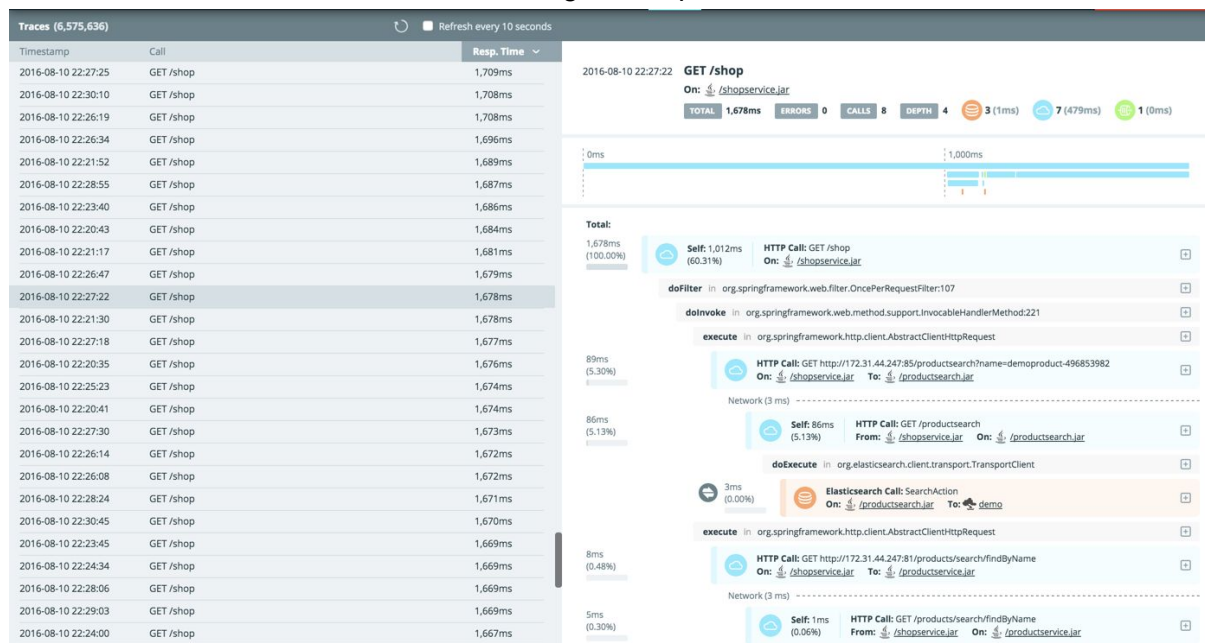 Traces (6,575,636)
Refresh every 10 seconds
Timestamp Call Resp. Time
2016-08-10 22:27:25 GET /shop 1,709ms
2016-08-10 22:30:10 GET /shop 1,708ms
2016-08-10 22:26:19 GET /shop 1,708ms
2016-08-10 22:26:34 GET /shop 1,696ms
2016-08-10 22:21:52 GET /shop 1,689ms
2016-08-10 22:28:55 GET /shop 1,687ms
2016-08-10 22:23:40 GET /shop 1,686ms
2016-08-10 22:20:43 GET /shop 1,684ms
2016-08-10 22:21:17 GET /shop 1,681ms
2016-08-10 22:26:47 GET /shop 1,679ms
2016-08-10 22:27:22 GET /shop 1,678ms
2016-08-10 22:21:30 GET /shop 1,678ms
2016-08-10 22:27:18 GET /shop 1,677ms
2016-08-10 22:20:35 GET /shop 1,676ms
2016-08-10 22:25:23 GET /shop 1,674ms
2016-08-10 22:20:41 GET /shop 1,674ms
2016-08-10 22:27:30 GET /shop 1,673ms
2016-08-10 22:26:14 GET /shop 1,672ms
2016-08-10 22:26:08 GET /shop 1,672ms
2016-08-10 22:28:24 GET /shop 1,671ms
2016-08-10 22:30:45 GET /shop 1,670ms
2016-08-10 22:23:45 GET /shop 1,669ms
2016-08-10 22:24:34 GET /shop 1,669ms
2016-08-10 22:28:06 GET /shop 1,669ms
2016-08-10 22:29:03 GET /shop 1,669ms
2016-08-10 22:24:00 GET /shop 1,667ms
2016-08-10 22:27:22 GET /shop
On: /shopservice.jar
TOTAL 1,678ms ERRORS 0 CALLS 8 DEPTH 4 3 (1ms) 7 (479ms) 1 (0ms)
0ms 1,000ms
Total:
1,678ms
(100.00%)
Self: 1,012ms HTTP Call: GET /shop
(60.31%) On: /shopservice.jar
doFilter in org.springframework.web.filter.OncePerRequestFilter:107
doInvoke in org.springframework.web.method.support.InvocableHandlerMethod:221
execute in org.springframework.http.client.AbstractClientHttpRequest
89ms
(5.30%)
HTTP Call: GET http://172.31.44.247:85/productsearch?name=demoproduct-496853982
On: /shopservice.jar To: /productsearch.jar
Network (3 ms)
86ms
(5.13%)
Self: 86ms HTTP Call: GET /productsearch
(5.13%) From: /shopservice.jar On: /productsearch.jar
doExecute in org.elasticsearch.client.transport.TransportClient
3ms
(0.00%)
Elasticsearch Call: SearchAction
On: /productsearch.jar To: demo
execute in org.springframework.http.client.AbstractClientHttpRequest
8ms
(0.48%)
HTTP Call: GET http://172.31.44.247:81/products/search/findByName
On: /shopservice.jar To: /productservice.jar
Network (3 ms)
5ms
(0.30%)
Self: 1ms HTTP Call: GET /products/search/findByName
(0.06%) From: /shopservice.jar On: /productservice.jar